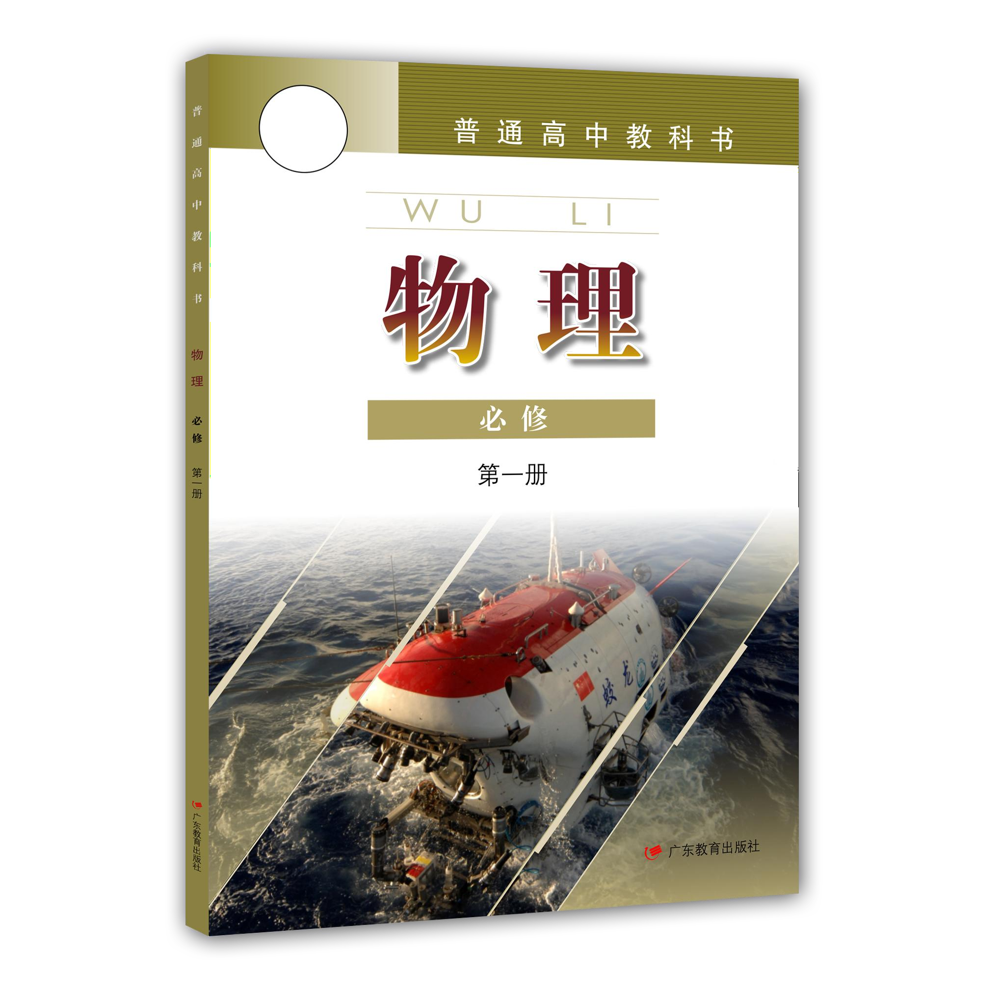 普通高中教科书
WU LI
物理
必修
第一册
蛟龙
广东教育出版社
普通高中教科书 物理 必修 第一册 广东教育出版社